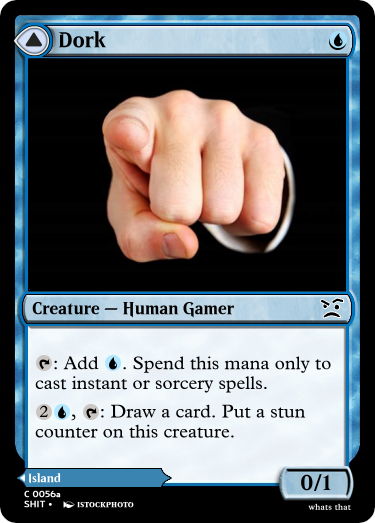 Dork
Creature — Human Gamer
: Add . Spend this mana only to
cast instant or sorcery spells.
2 , : Draw a card. Put a stun
counter on this creature.
Island
0/1
C 0056a
SHIT • ISTOCKPHOTO
whats that